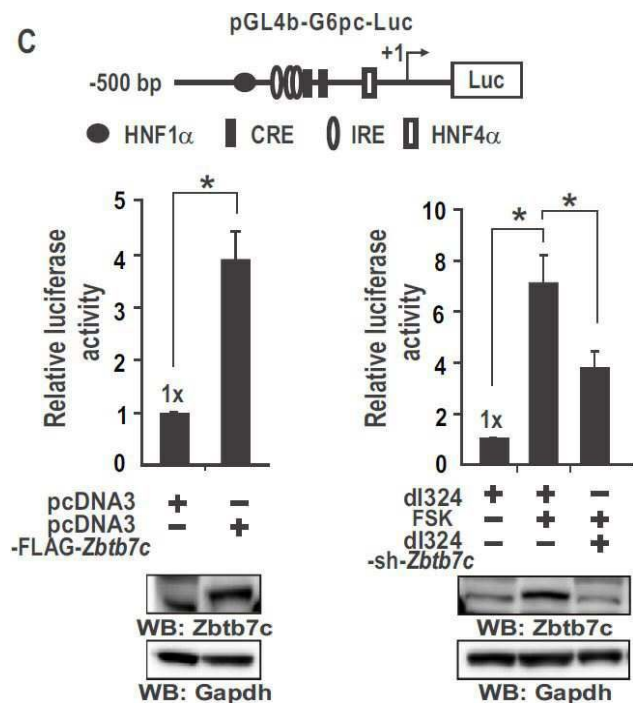 C
pGL4b-G6pc-Luc
+1
-500 bp
Luc
HNF1α CRE IRE HNF4α
Relative luciferase
activity
5
4
3
2
1
0
*
1x
pcDNA3 + −
pcDNA3 − +
-FLAG-Zbtb7c
WB: Zbtb7c
WB: Gapdh
Relative luciferase
activity
10
8
6
4
2
0
* *
1x
dl324 + + −
FSK − + +
dl324 − − +
-sh-Zbtb7c
WB: Zbtb7c
WB: Gapdh